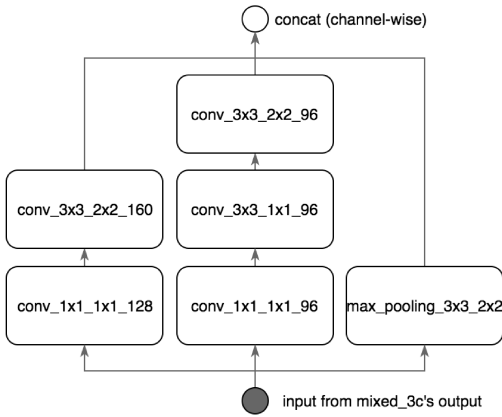 concat (channel-wise)
conv_3x3_2x2_96
conv_3x3_2x2_160
conv_3x3_1x1_96
conv_1x1_1x1_128
conv_1x1_1x1_96
max_pooling_3x3_2x2
input from mixed_3c's output